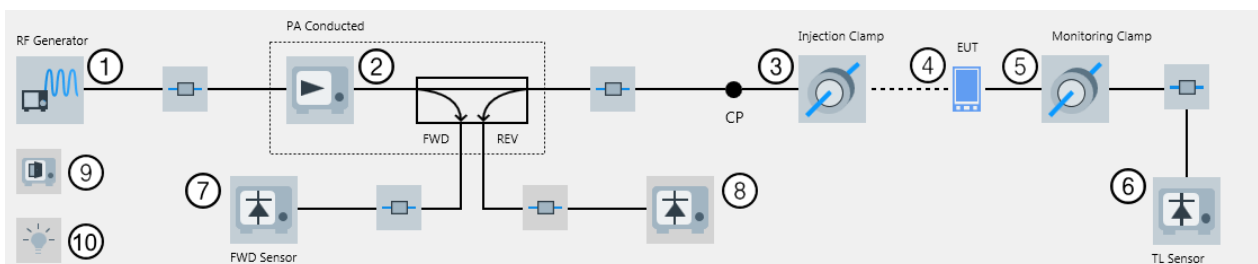 RF Generator
PA Conducted
Injection Clamp
EUT
Monitoring Clamp
1
2
3
4
5
CP
FWD
REV
9
7
8
6
10
FWD Sensor
TL Sensor